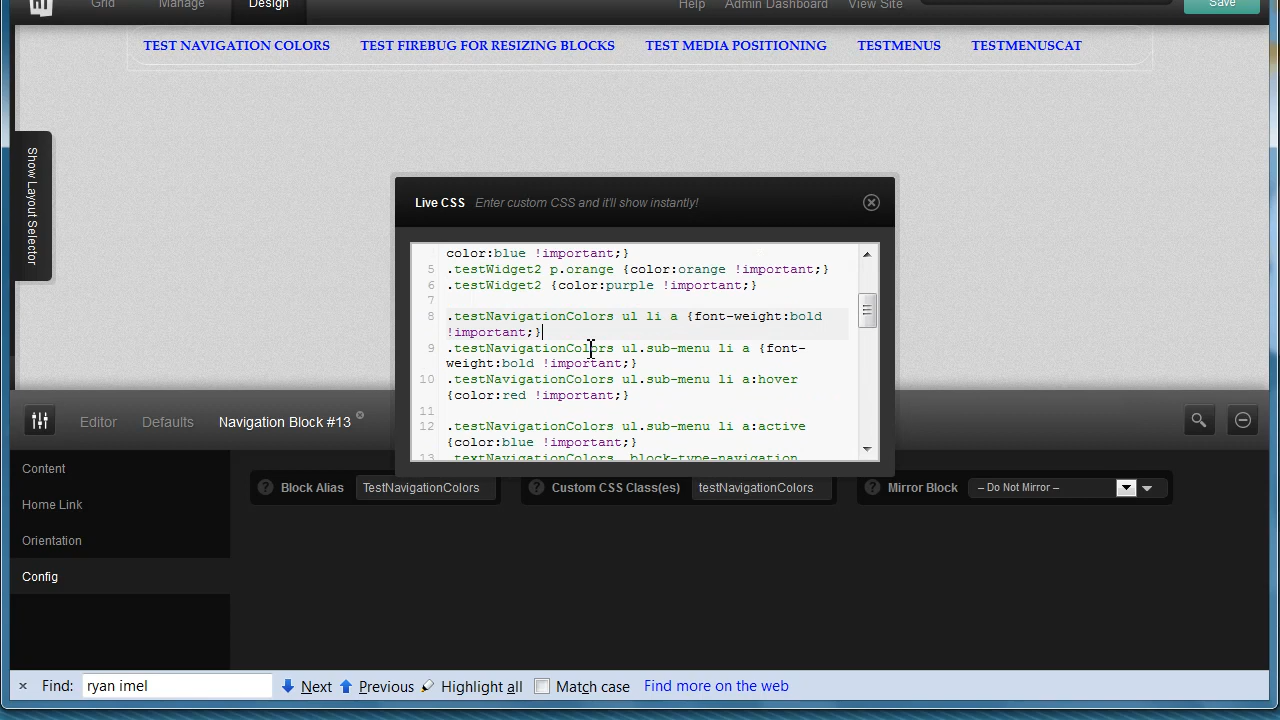 Grid Manage Design Help Admin Dashboard View Site Save
TEST NAVIGATION COLORS TEST FIREBUG FOR RESIZING BLOCKS TEST MEDIA POSITIONING TESTMENUS TESTMENUSCAT
Show Layout Selector
Live CSS Enter custom CSS and it'll show instantly!
color:blue !important;}
5 .testWidget2 p.orange {color:orange !important;}
6 .testWidget2 {color:purple !important;}
7
8 .testNavigationColors ul li a {font-weight:bold
!important;}
9 .testNavigationColors ul.sub-menu li a {font-
weight:bold !important;}
10 .testNavigationColors ul.sub-menu li a:hover
{color:red !important;}
11
12 .testNavigationColors ul.sub-menu li a:active
{color:blue !important;}
13 .textNavigationColors .block-type-navigation
Editor Defaults Navigation Block #13
Content
Home Link
Orientation
Config
? Block Alias TestNavigationColors ? Custom CSS Class(es) testNavigationColors ? Mirror Block – Do Not Mirror –
× Find: ryan imel Next Previous Highlight all Match case Find more on the web